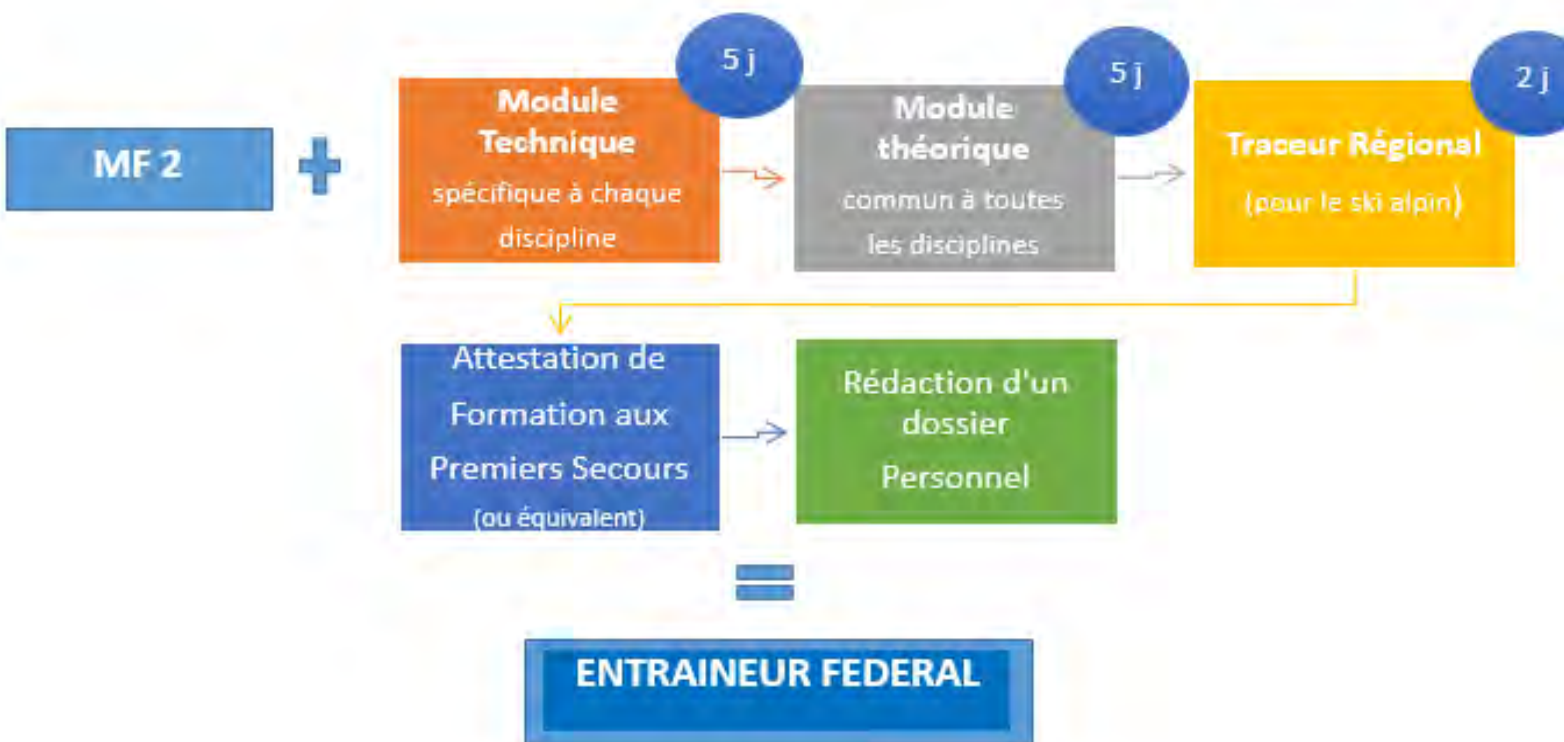 MF 2
5 j
Module
Technique
spécifique à chaque
discipline
5 j
Module
théorique
commun à toutes
les disciplines
2 j
Traceur Régional
(pour le ski alpin)
Attestation de
Formation aux
Premiers Secours
(ou équivalent)
Rédaction d'un
dossier
Personnel
ENTRAINEUR FEDERAL